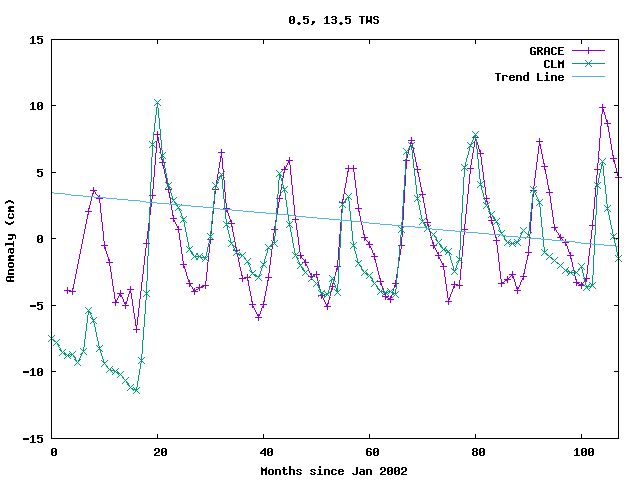 0.5, 13.5 TWS
GRACE
CLM
Trend Line
Anomaly (cm)
15
10
5
0
-5
-10
-15
0 20 40 60 80 100
Months since Jan 2002